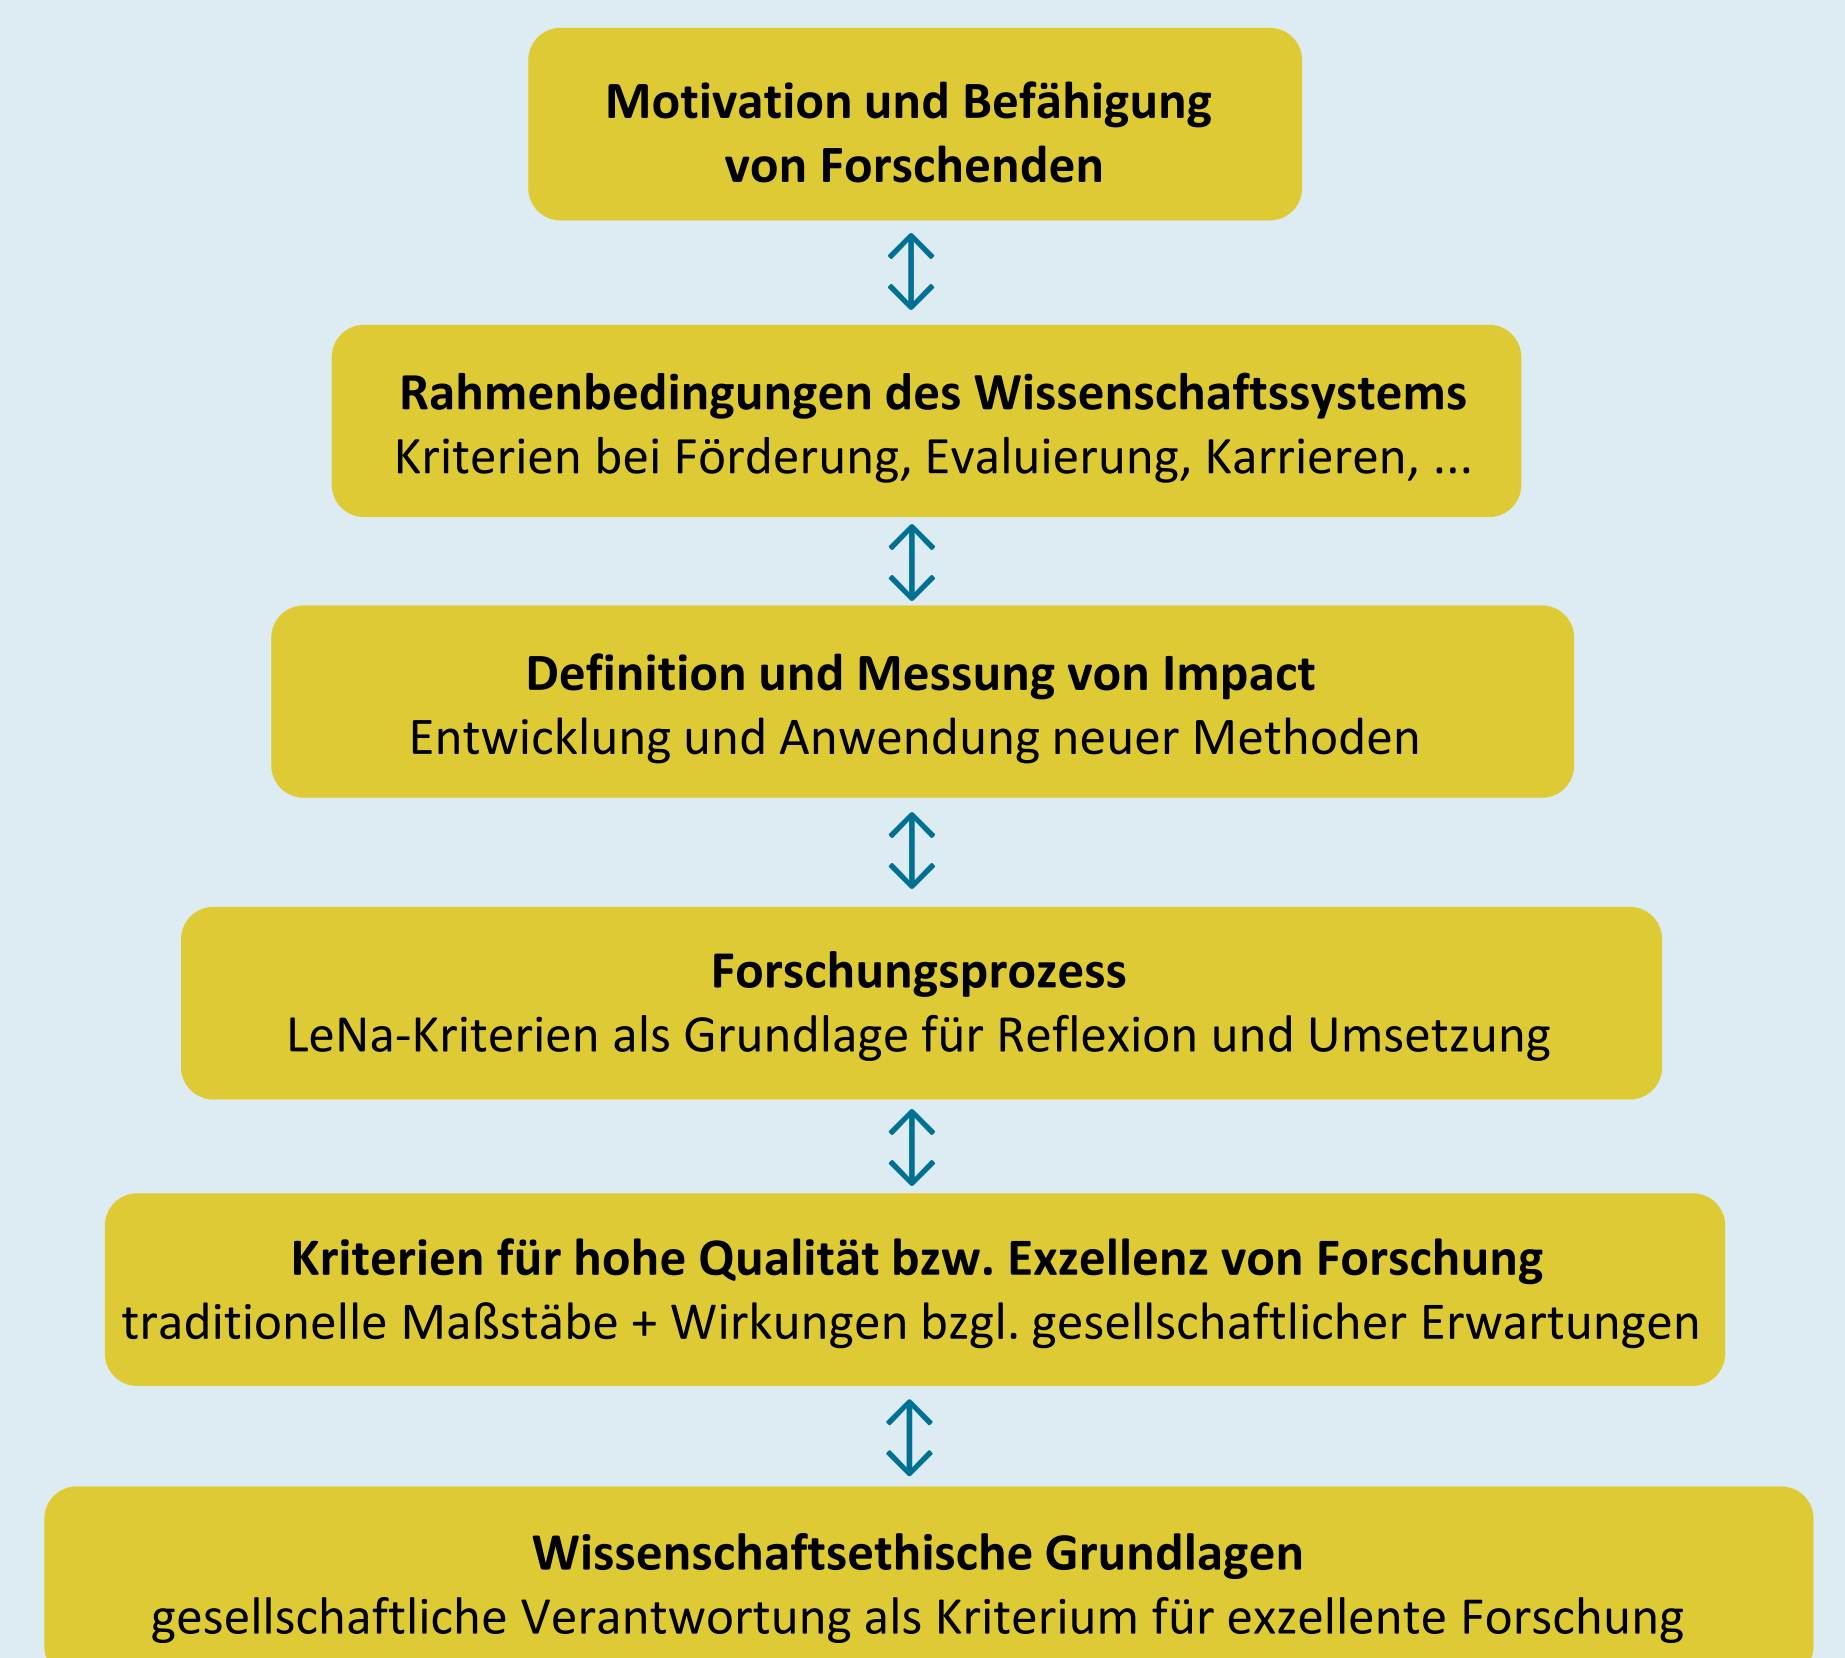 Motivation und Befähigung
von Forschenden
Rahmenbedingungen des Wissenschaftssystems
Kriterien bei Förderung, Evaluierung, Karrieren, ...
Definition und Messung von Impact
Entwicklung und Anwendung neuer Methoden
Forschungsprozess
LeNa-Kriterien als Grundlage für Reflexion und Umsetzung
Kriterien für hohe Qualität bzw. Exzellenz von Forschung
traditionelle Maßstäbe + Wirkungen bzgl. gesellschaftlicher Erwartungen
Wissenschaftsethische Grundlagen
gesellschaftliche Verantwortung als Kriterium für exzellente Forschung